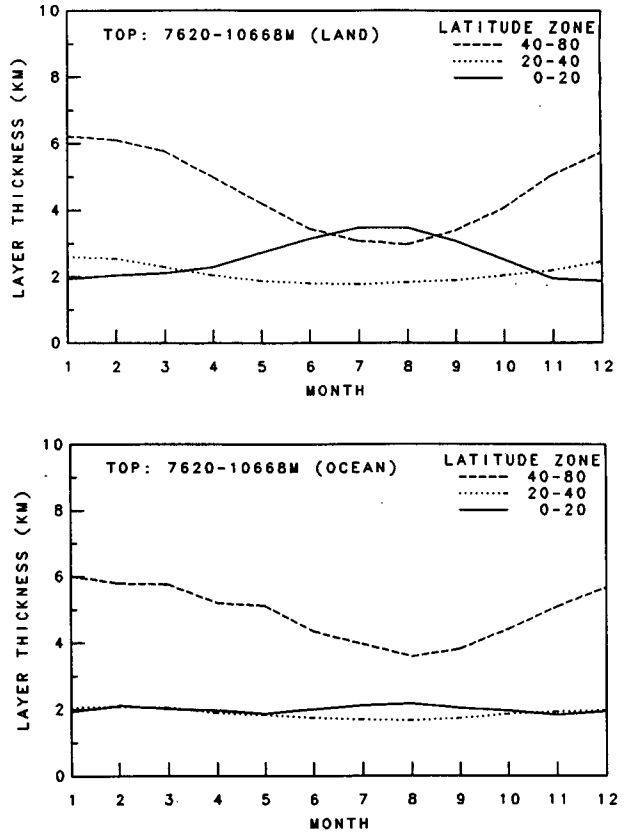 TOP: 7620-10668M (LAND)
LATITUDE ZONE
40-80
20-40
0-20
LAYER THICKNESS (KM)
10
8
6
4
2
0
1 2 3 4 5 6 7 8 9 10 11 12
MONTH
TOP: 7620-10668M (OCEAN)
LATITUDE ZONE
40-80
20-40
0-20
LAYER THICKNESS (KM)
10
8
6
4
2
0
1 2 3 4 5 6 7 8 9 10 11 12
MONTH